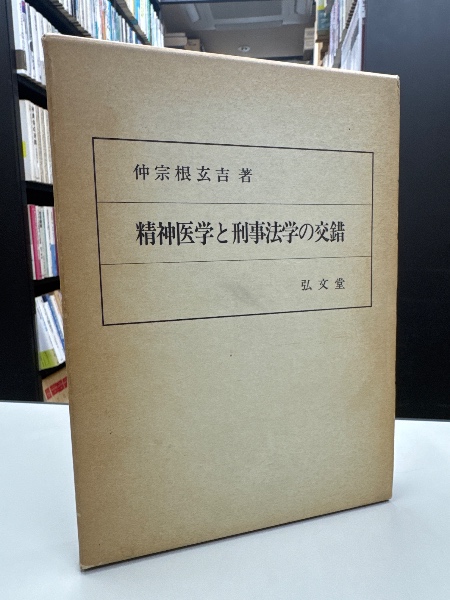 仲宗根玄吉著
精神医学と刑事法学の交錯
弘文堂